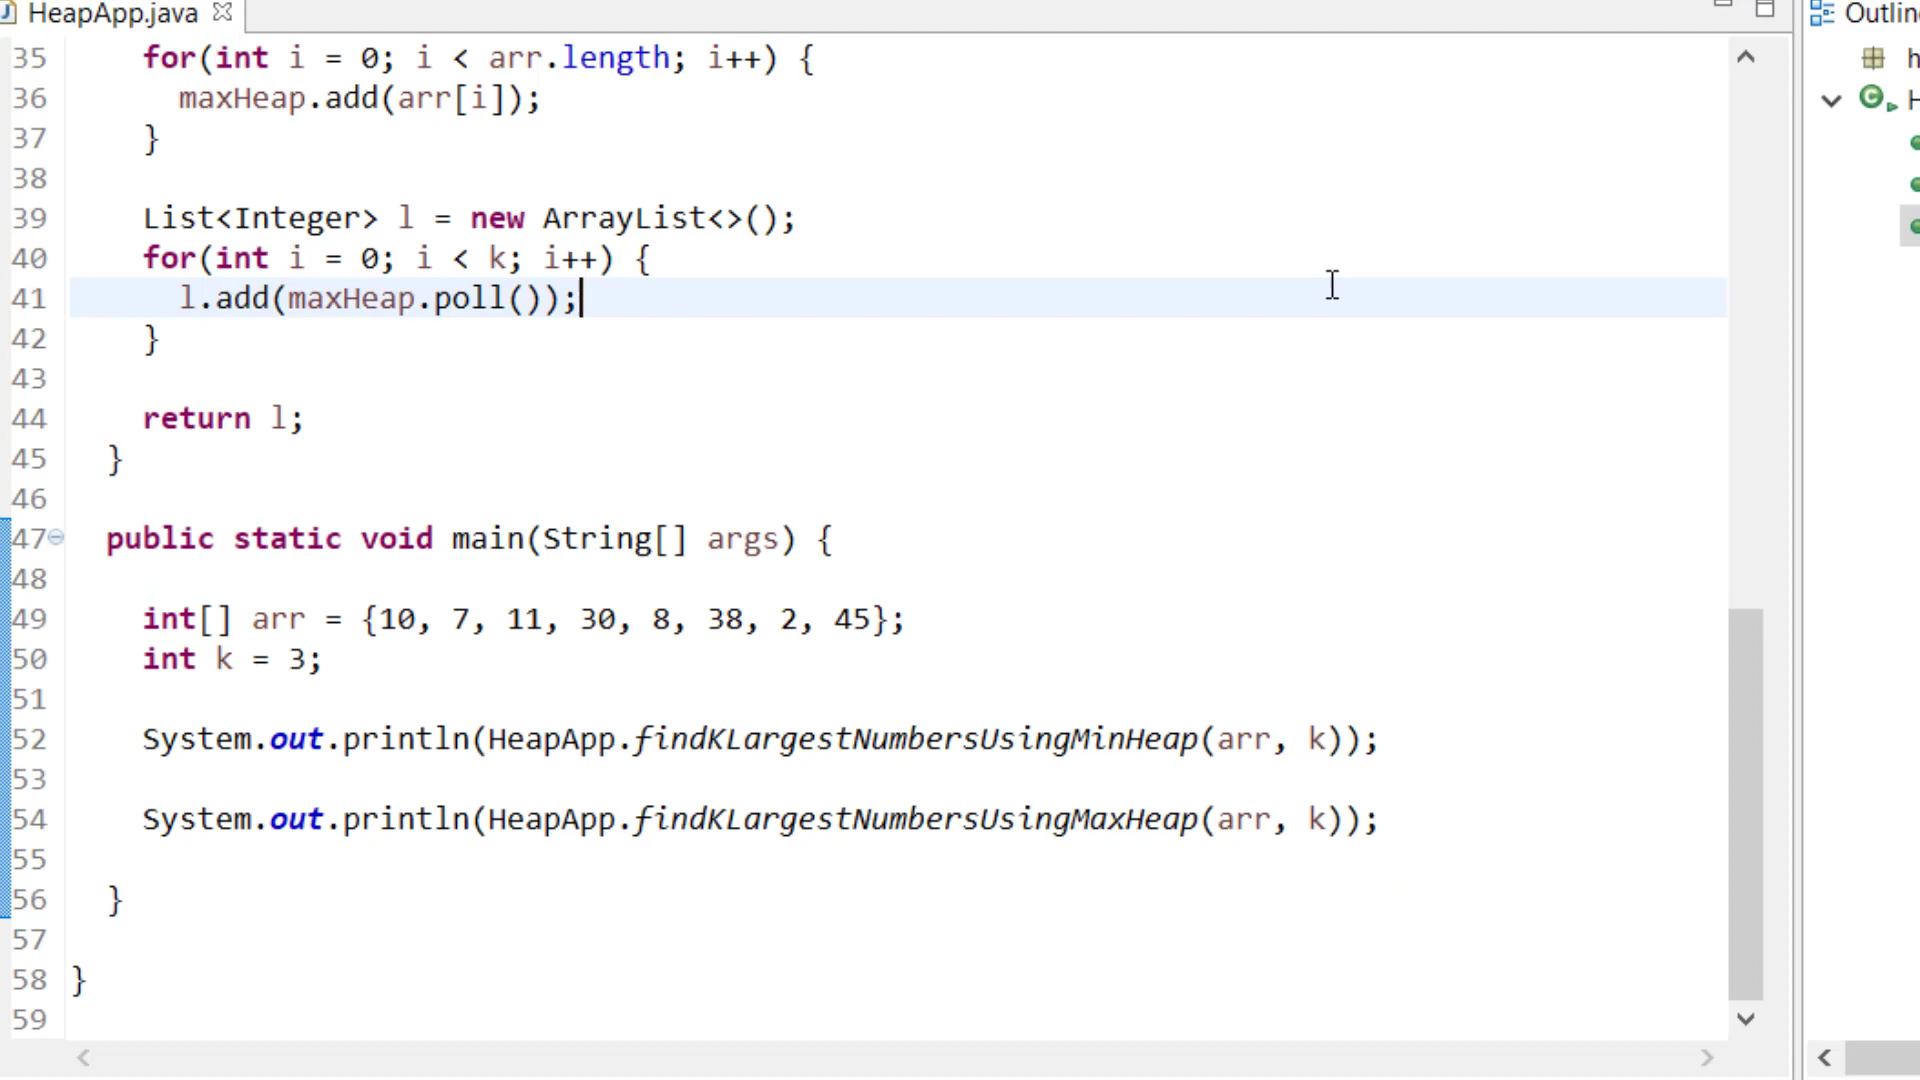 HeapApp.java
Outlin
35 for(int i = 0; i < arr.length; i++) {
36 maxHeap.add(arr[i]);
37 }
38
39 List<Integer> l = new ArrayList<>();
40 for(int i = 0; i < k; i++) {
41 l.add(maxHeap.poll());
42 }
43
44 return l;
45 }
46
47 public static void main(String[] args) {
48
49 int[] arr = {10, 7, 11, 30, 8, 38, 2, 45};
50 int k = 3;
51
52 System.out.println(HeapApp.findKLargestNumbersUsingMinHeap(arr, k));
53
54 System.out.println(HeapApp.findKLargestNumbersUsingMaxHeap(arr, k));
55
56 }
57
58 }
59